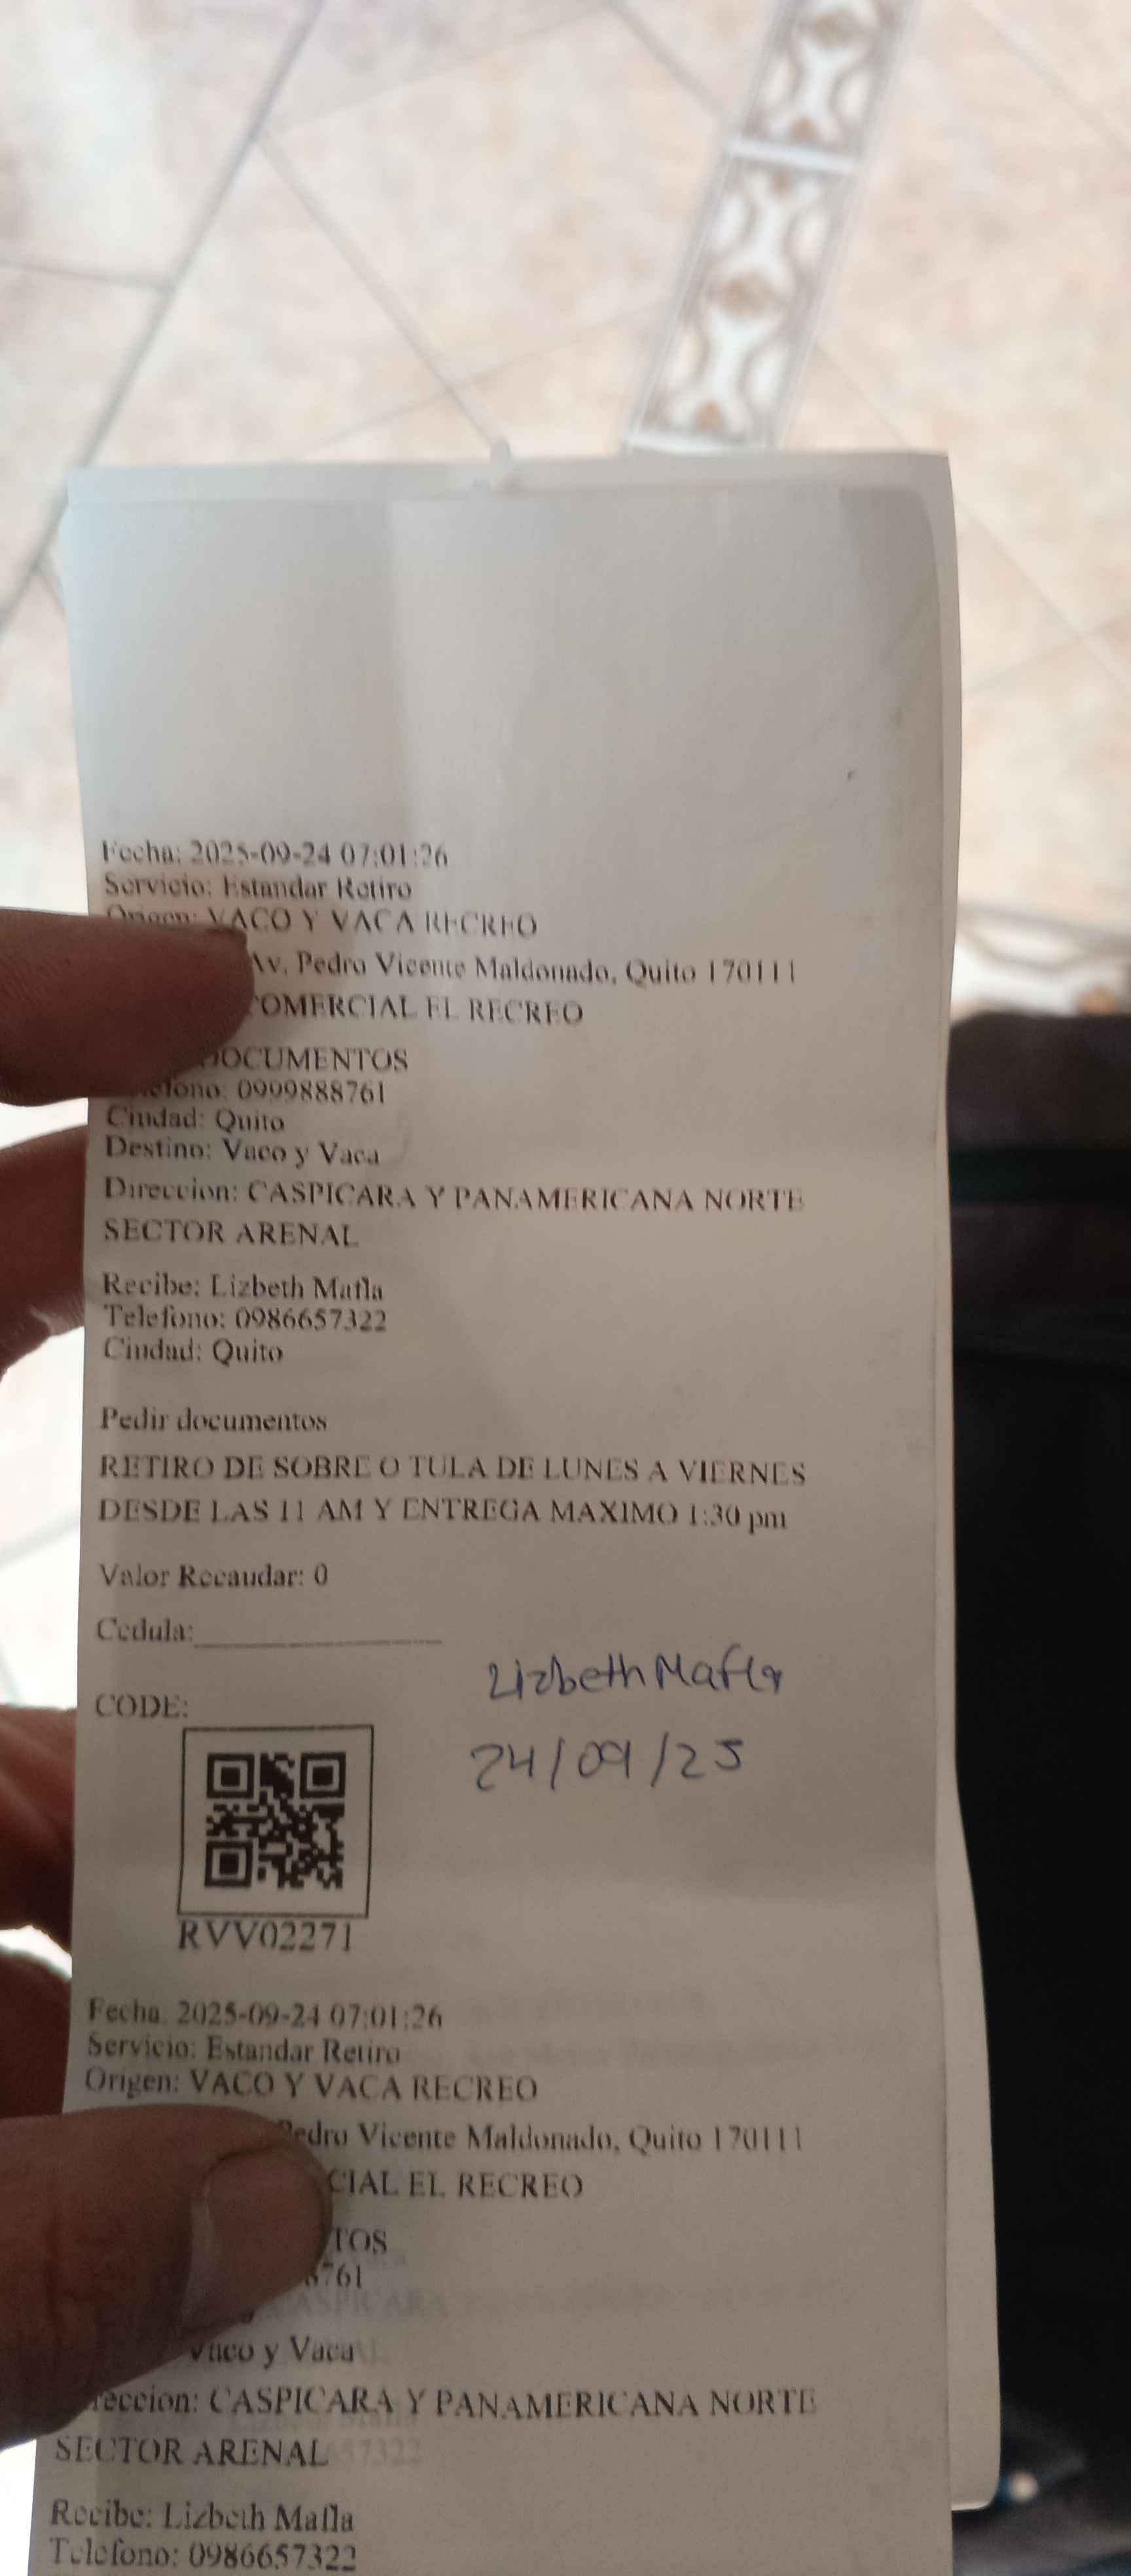 Fecha: 2025-09-24 07:01:26
Servicio: Estandar Retiro
Origen: VACO Y VACA RECREO
Av. Pedro Vicente Maldonado, Quito 170111
COMERCIAL EL RECREO
DOCUMENTOS
Telefono: 0999888761
Ciudad: Quito
Destino: Vaco y Vaca
Direccion: CASPICARA Y PANAMERICANA NORTE
SECTOR ARENAL
Recibe: Lizbeth Mafla
Telefono: 0986657322
Ciudad: Quito
Pedir documentos
RETIRO DE SOBRE O TULA DE LUNES A VIERNES
DESDE LAS 11 AM Y ENTREGA MAXIMO 1:30 pm
Valor Recaudar: 0
Cedula:
Lizbeth Mafla
CODE:
24/09/25
RVV02271
Fecha: 2025-09-24 07:01:26
Servicio: Estandar Retiro
Origen: VACO Y VACA RECREO
Pedro Vicente Maldonado, Quito 170111
CIAL EL RECREO
TOS
8761
Vaco y Vaca
reccion: CASPICARA Y PANAMERICANA NORTE
SECTOR ARENAL
Recibe: Lizbeth Mafla
Telefono: 0986657322